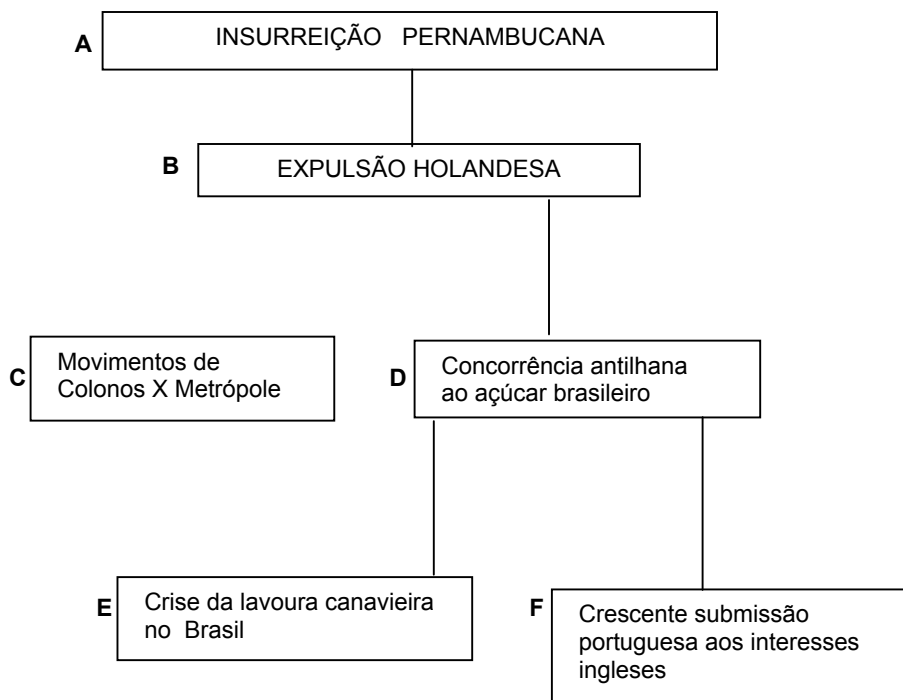 A
INSURREIÇÃO PERNAMBUCANA
B
EXPULSÃO HOLANDESA
C
Movimentos de
Colonos X Metrópole
D
Concorrência antilhana
ao açúcar brasileiro
E
Crise da lavoura canavieira
no Brasil
F
Crescente submissão
portuguesa aos interesses
ingleses